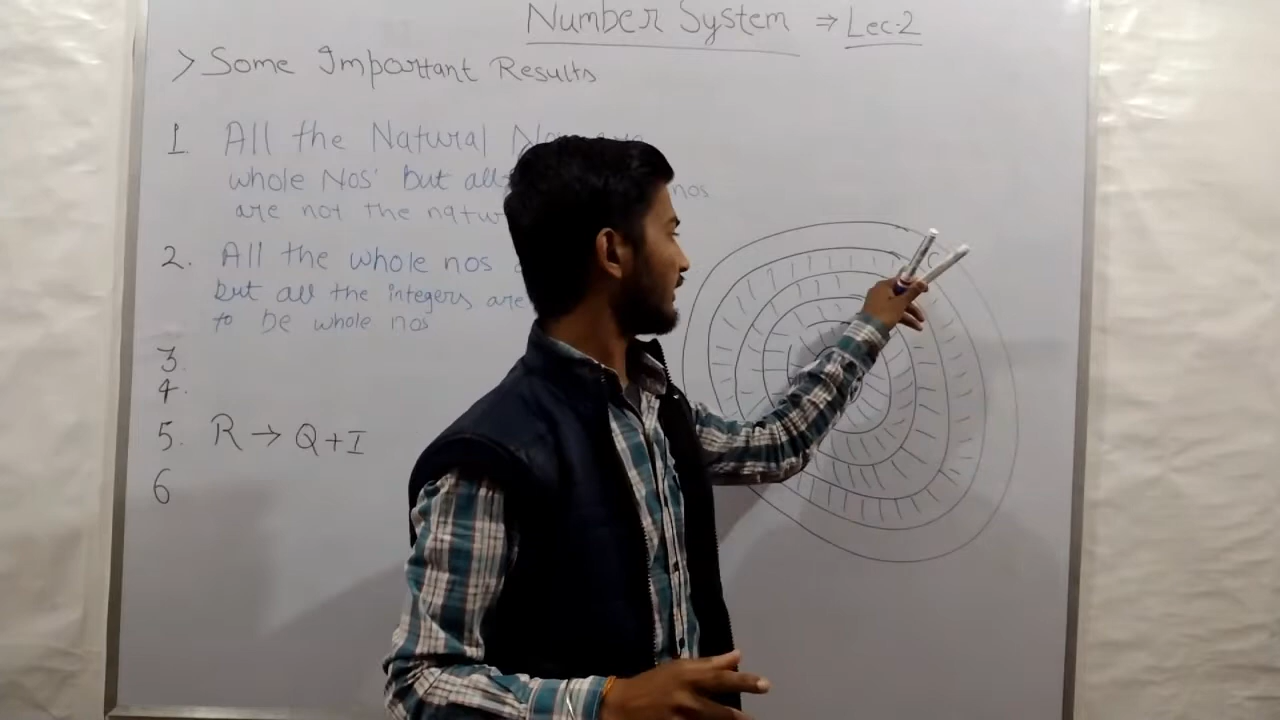 Number System ⇒ Lec-2
> Some Important Results
1 All the Natural
whole Nos' but all nos
are not the natu
2. All the whole nos
but all the integers are
to be whole nos
3.
4.
5. R → Q+I
6
C